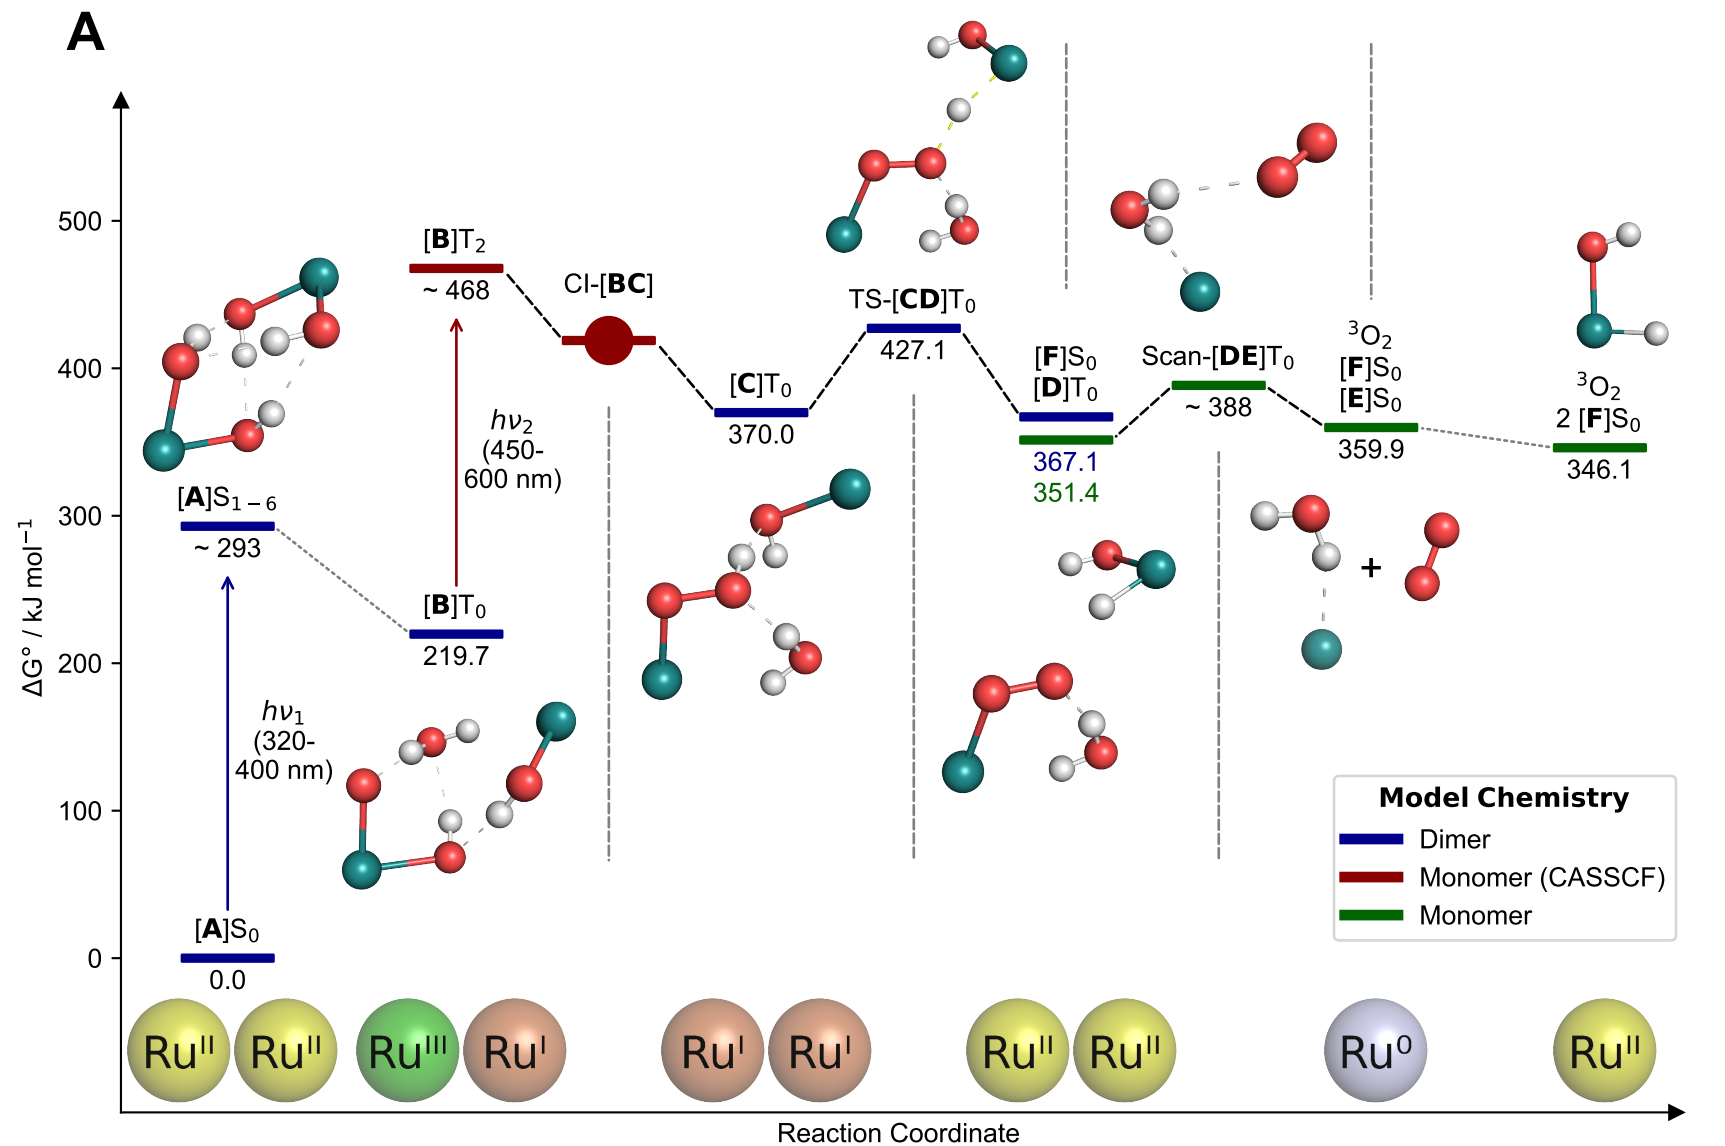 A
500
400
300
200
100
0
ΔG° / kJ mol⁻¹
[A]S₁₋₆
~ 293
hν₁
(320-
400 nm)
[A]S₀
0.0
[B]T₂
~ 468
hν₂
(450-
600 nm)
[B]T₀
219.7
CI-[BC]
[C]T₀
370.0
TS-[CD]T₀
427.1
[F]S₀
[D]T₀
367.1
351.4
Scan-[DE]T₀
~ 388
³O₂
[F]S₀
[E]S₀
359.9
+
³O₂
2 [F]S₀
346.1
Model Chemistry
Dimer
Monomer (CASSCF)
Monomer
Ruᴵᴵ Ruᴵᴵ Ruᴵᴵᴵ Ruᴵ Ruᴵ Ruᴵ Ruᴵᴵ Ruᴵᴵ Ru⁰ Ruᴵᴵ
Reaction Coordinate